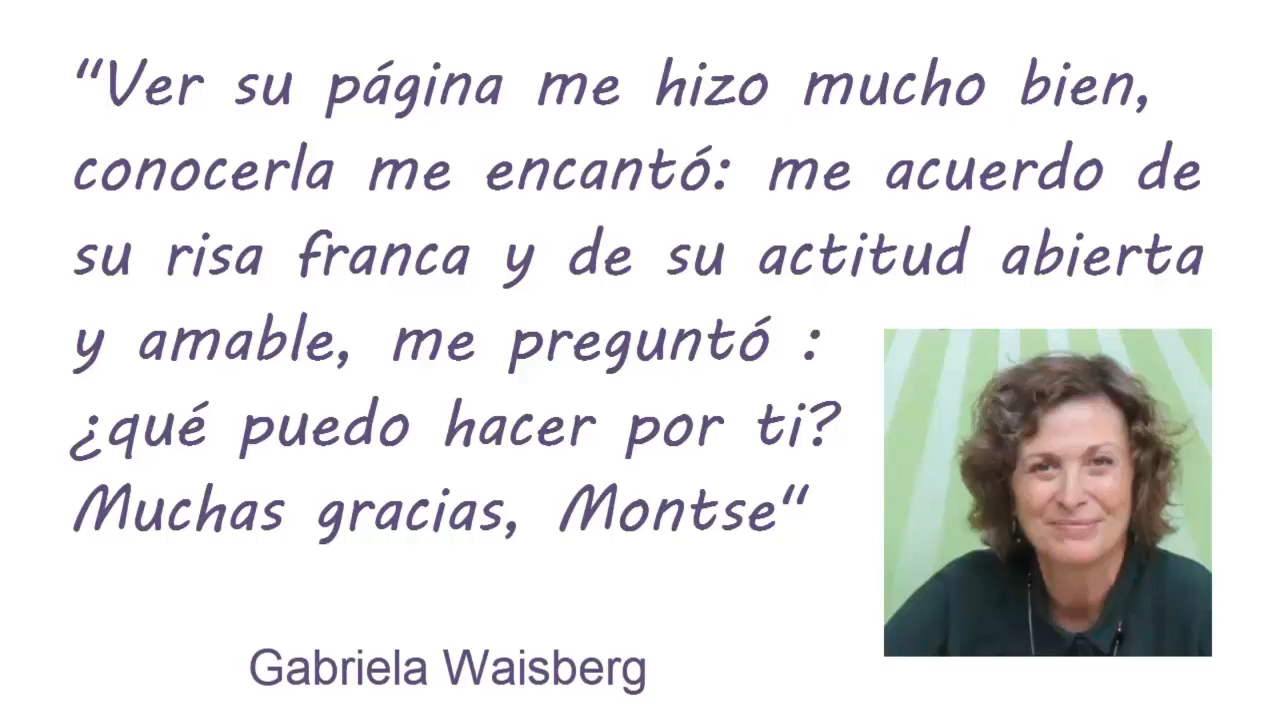 “Ver su página me hizo mucho bien,
conocerla me encantó: me acuerdo de
su risa franca y de su actitud abierta
y amable, me preguntó :
¿qué puedo hacer por ti?
Muchas gracias, Montse“
Gabriela Waisberg